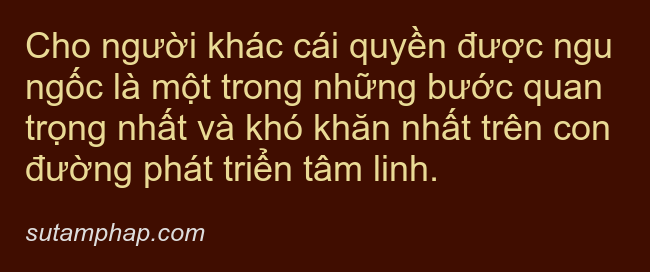 Cho người khác cái quyền được ngu
ngốc là một trong những bước quan
trọng nhất và khó khăn nhất trên con
đường phát triển tâm linh.
sutamphap.com